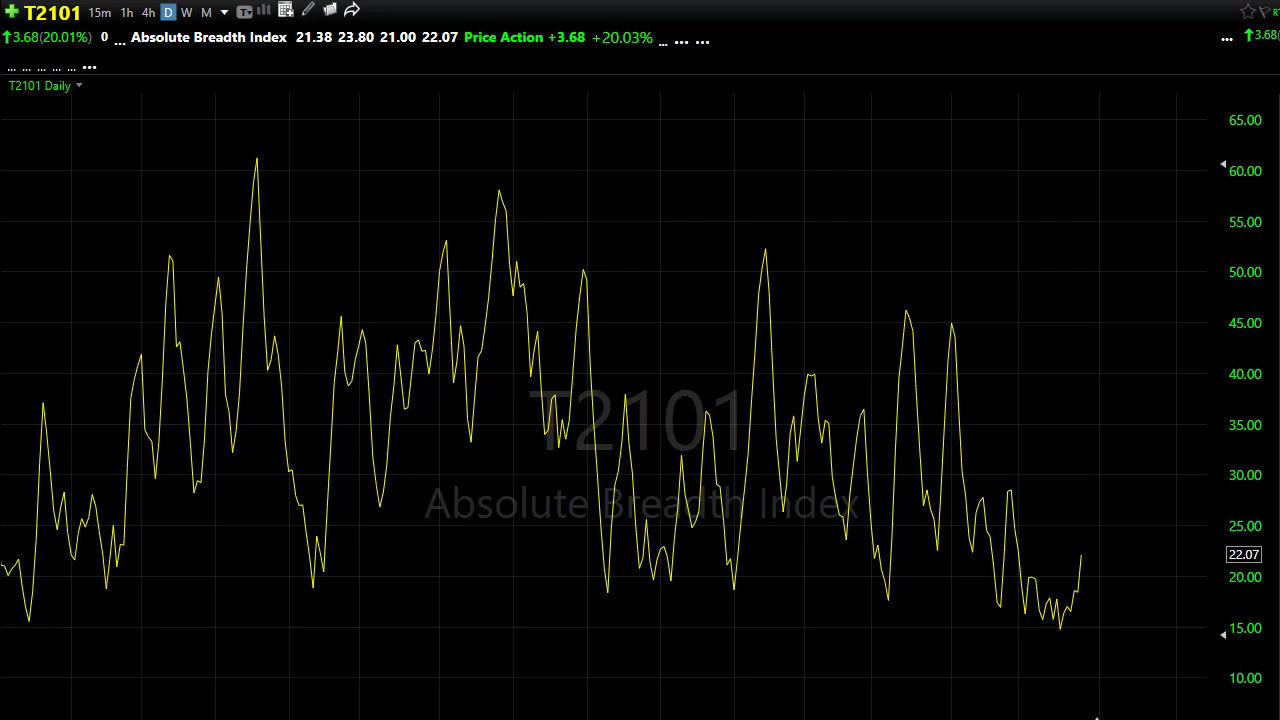 T2101 15m 1h 4h D W M T
3.68(20.01%) 0 ... Absolute Breadth Index 21.38 23.80 21.00 22.07 Price Action +3.68 +20.03% ... ... ... ... 3.68(
... ... ... ... ... ...
T2101 Daily
65.00
60.00
55.00
50.00
45.00
40.00
35.00
30.00
25.00
22.07
20.00
15.00
10.00
T2101
Absolute Breadth Index